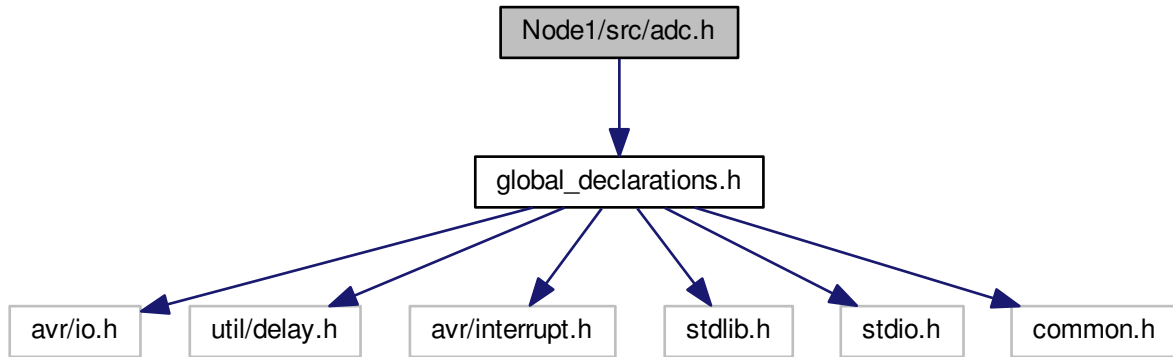 Node1/src/adc.h
global_declarations.h
avr/io.h
util/delay.h
avr/interrupt.h
stdlib.h
stdio.h
common.h